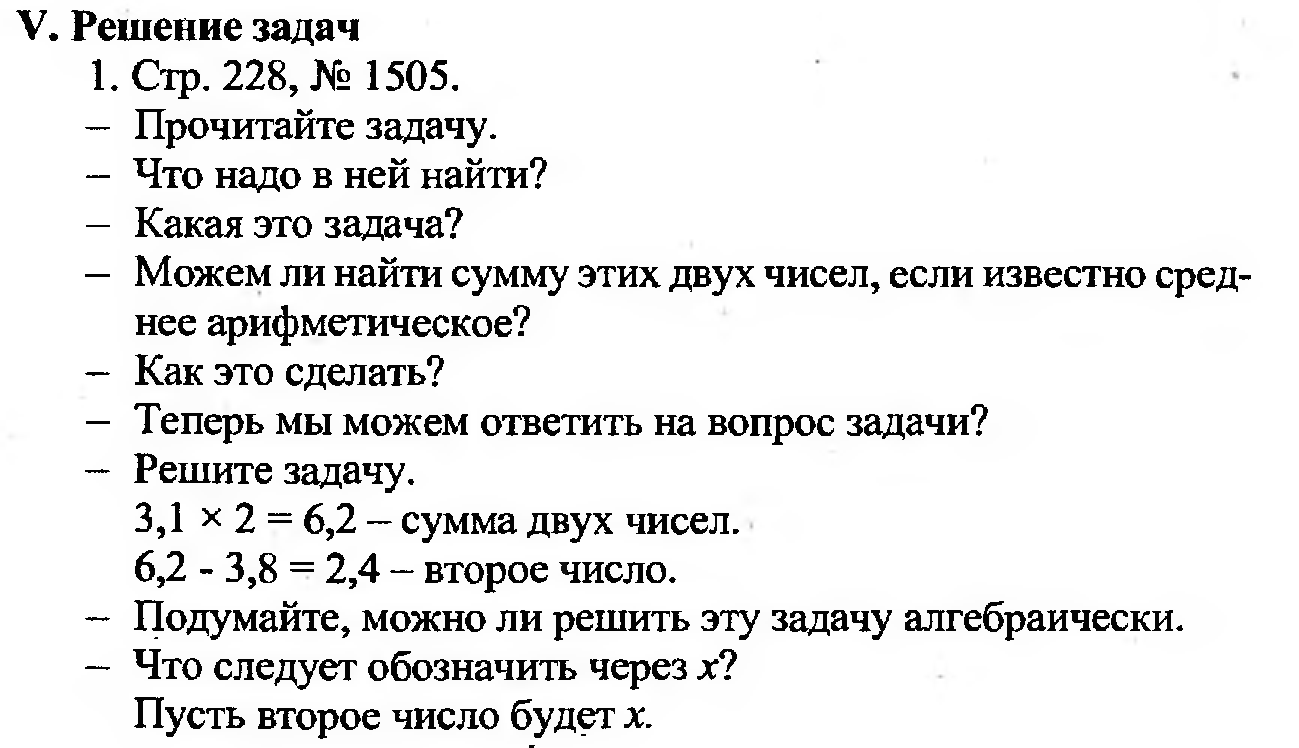 V. Решение задач
1. Стр. 228, № 1505.
– Прочитайте задачу.
– Что надо в ней найти?
– Какая это задача?
– Можем ли найти сумму этих двух чисел, если известно сред-
нее арифметическое?
– Как это сделать?
– Теперь мы можем ответить на вопрос задачи?
– Решите задачу.
3,1 × 2 = 6,2 – сумма двух чисел.
6,2 - 3,8 = 2,4 – второе число.
– Подумайте, можно ли решить эту задачу алгебраически.
– Что следует обозначить через x?
Пусть второе число будет x.